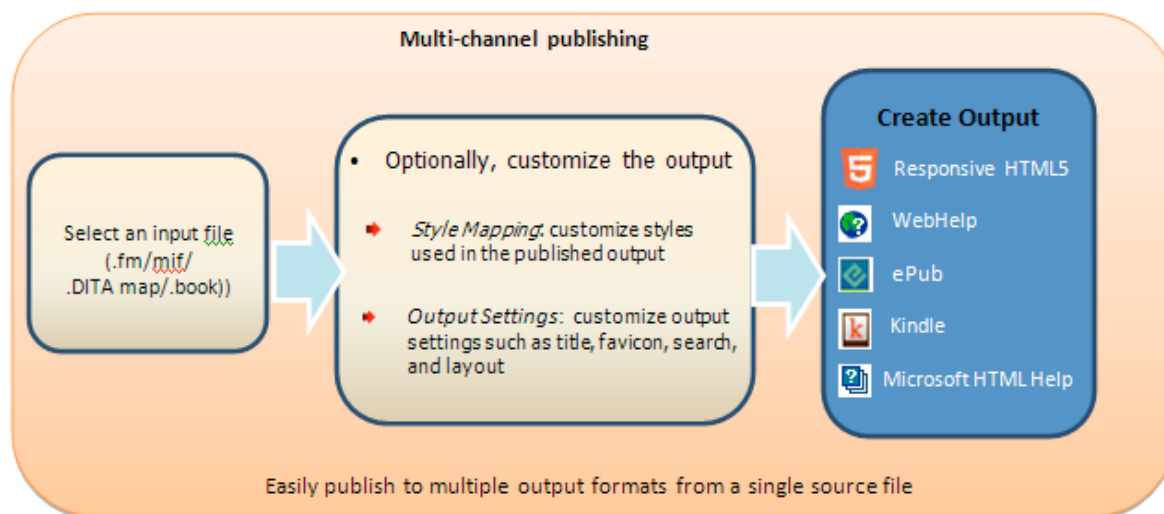 Multi-channel publishing
Select an input file
(.fm/mif/
.DITA map/.book))
• Optionally, customize the output
Style Mapping: customize styles
used in the published output
Output Settings: customize output
settings such as title, favicon, search,
and layout
Create Output
Responsive HTML5
WebHelp
ePub
Kindle
Microsoft HTML Help
Easily publish to multiple output formats from a single source file